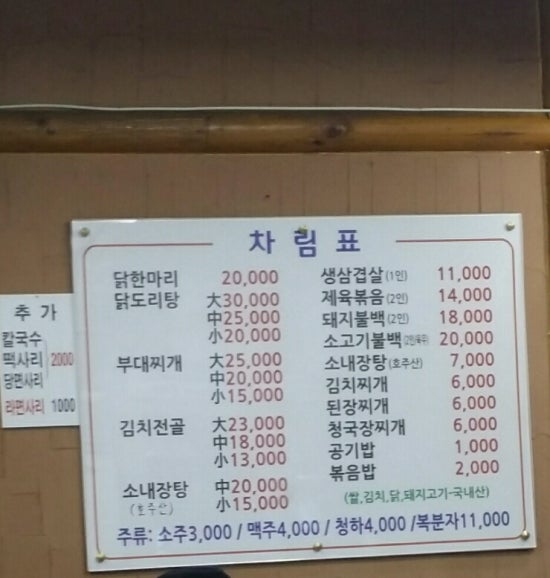 차림표
닭한마리 20,000
닭도리탕 大30,000
中25,000
小20,000
부대찌개 大25,000
中20,000
小15,000
김치전골 大23,000
中18,000
小13,000
소내장탕 中20,000
(호주산) 小15,000
생삼겹살(1인) 11,000
제육볶음(2인) 14,000
돼지불백(2인) 18,000
소고기불백 20,000
소내장탕(호주산) 7,000
김치찌개 6,000
된장찌개 6,000
청국장찌개 6,000
공기밥 1,000
볶음밥 2,000
(쌀,김치,닭,돼지고기-국내산)
주류: 소주3,000 / 맥주4,000 / 청하4,000 /복분자11,000
추 가
칼국수
떡사리 2000
당면사리
라면사리 1000